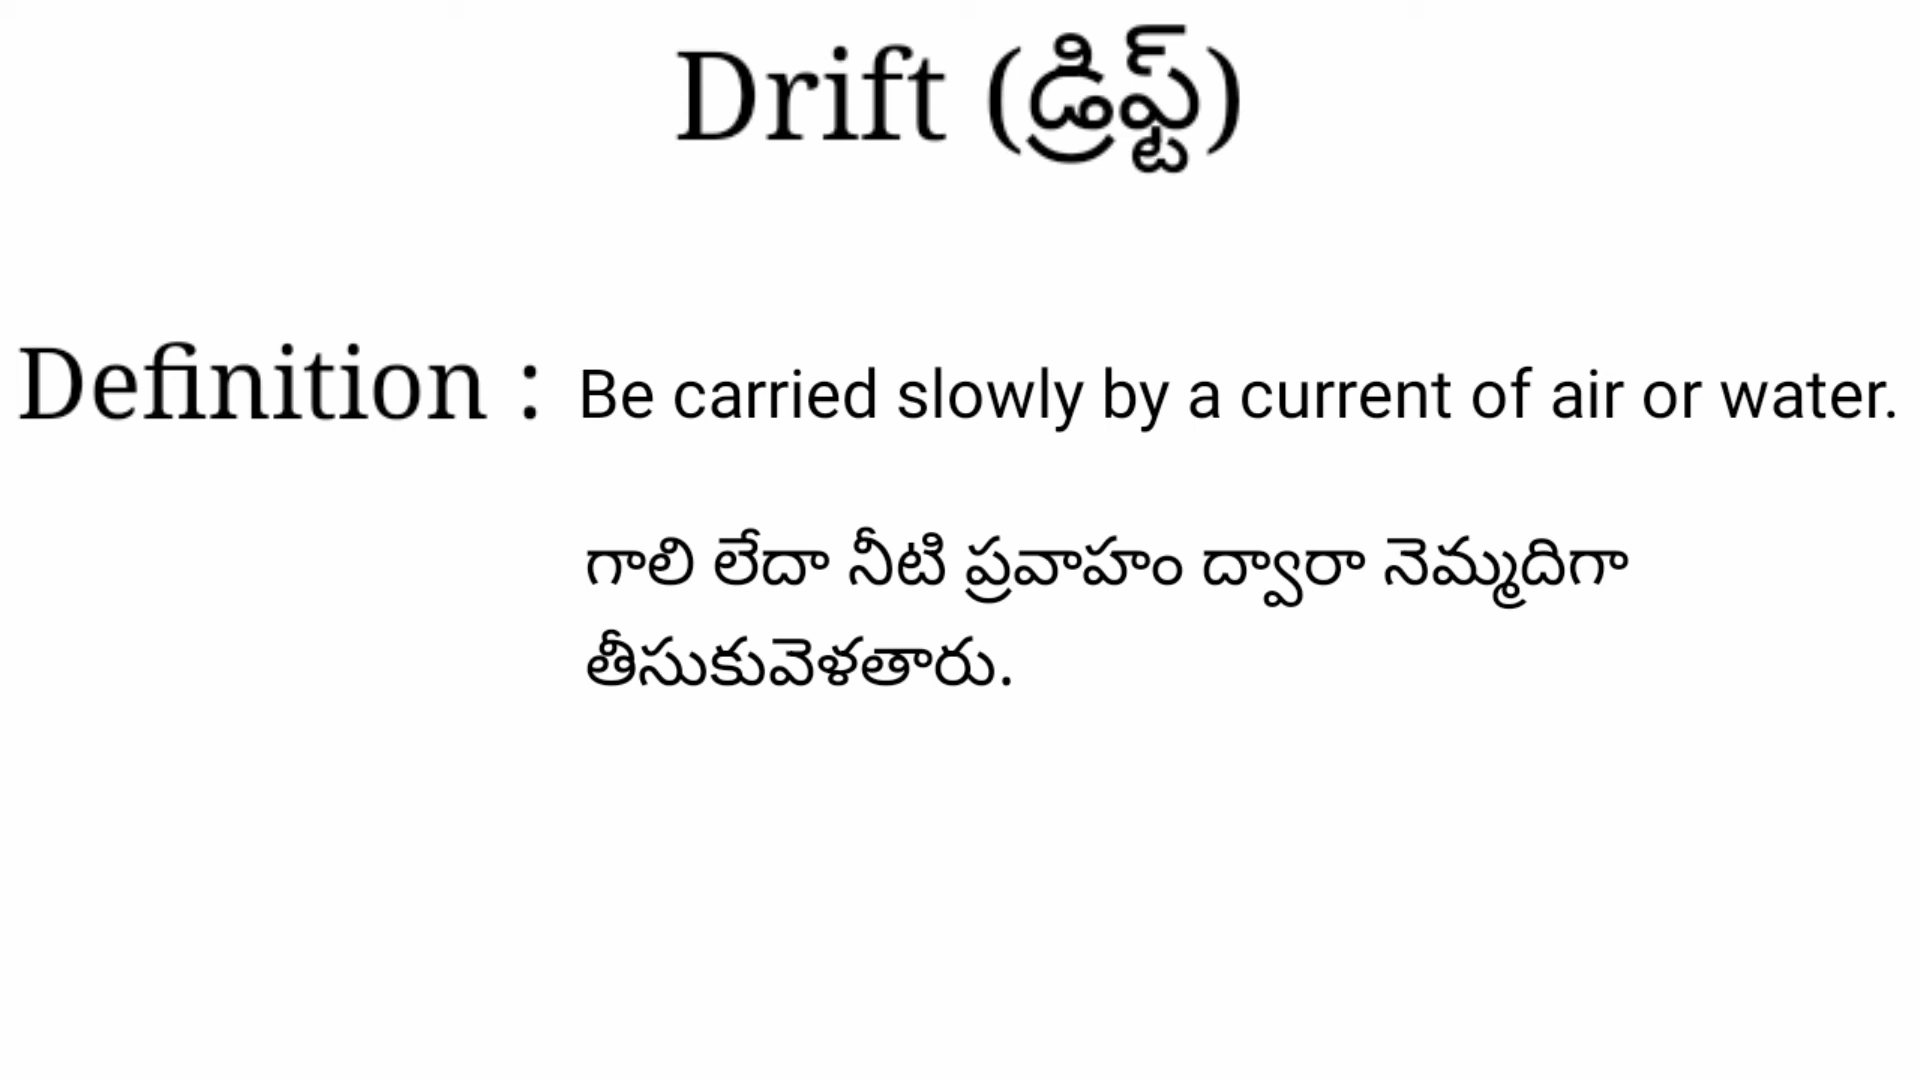 Drift (డ్రిఫ్ట్)
Definition : Be carried slowly by a current of air or water.
గాలి లేదా నీటి ప్రవాహం ద్వారా నెమ్మదిగా
తీసుకువెళతారు.